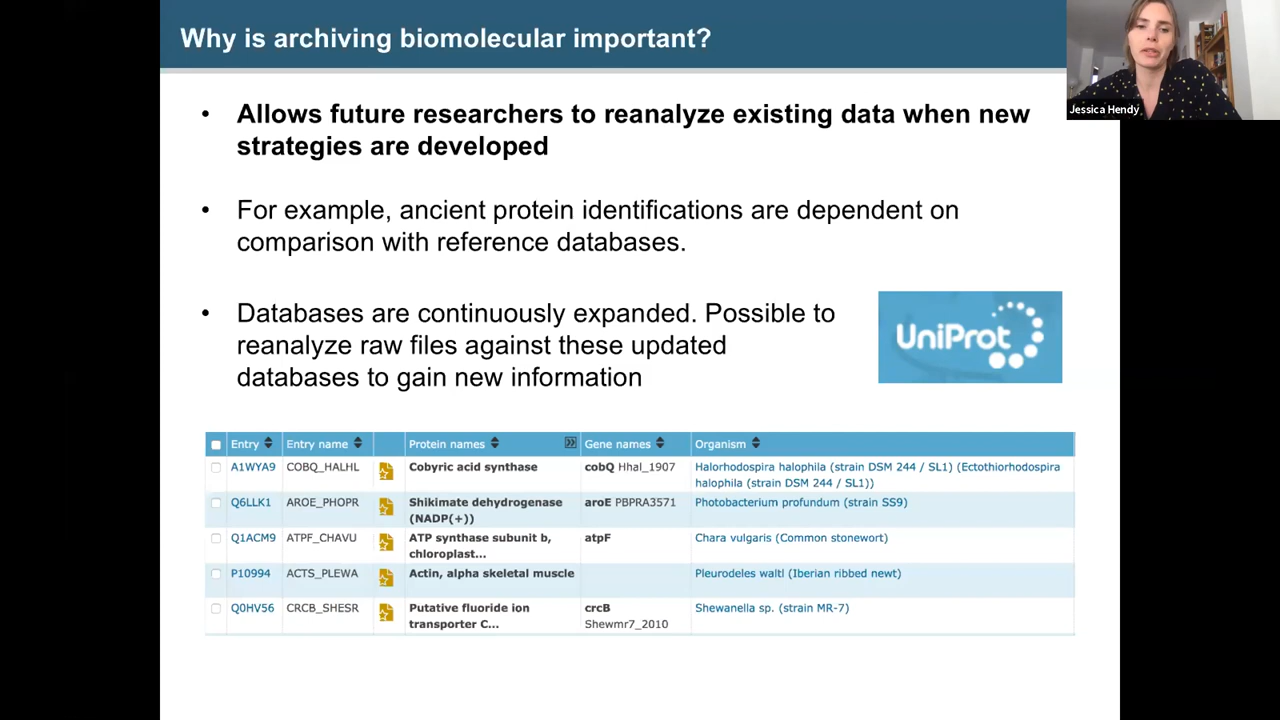 Why is archiving biomolecular important?
Jessica Hendy
• Allows future researchers to reanalyze existing data when new
strategies are developed
• For example, ancient protein identifications are dependent on
comparison with reference databases.
• Databases are continuously expanded. Possible to
reanalyze raw files against these updated
databases to gain new information
UniProt
Entry Entry name Protein names Gene names Organism
A1WYA9 COBQ_HALHL Cobyric acid synthase cobQ Hhal_1907 Halorhodospira halophila (strain DSM 244 / SL1) (Ectothiorhodospira
halophila (strain DSM 244 / SL1))
Q6LLK1 AROE_PHOPR Shikimate dehydrogenase aroE PBPRA3571 Photobacterium profundum (strain SS9)
(NADP(+))
Q1ACM9 ATPF_CHAVU ATP synthase subunit b, atpF Chara vulgaris (Common stonewort)
chloroplast...
P10994 ACTS_PLEWA Actin, alpha skeletal muscle Pleurodeles waltl (Iberian ribbed newt)
Q0HV56 CRCB_SHESR Putative fluoride ion crcB Shewanella sp. (strain MR-7)
transporter C... Shewmr7_2010